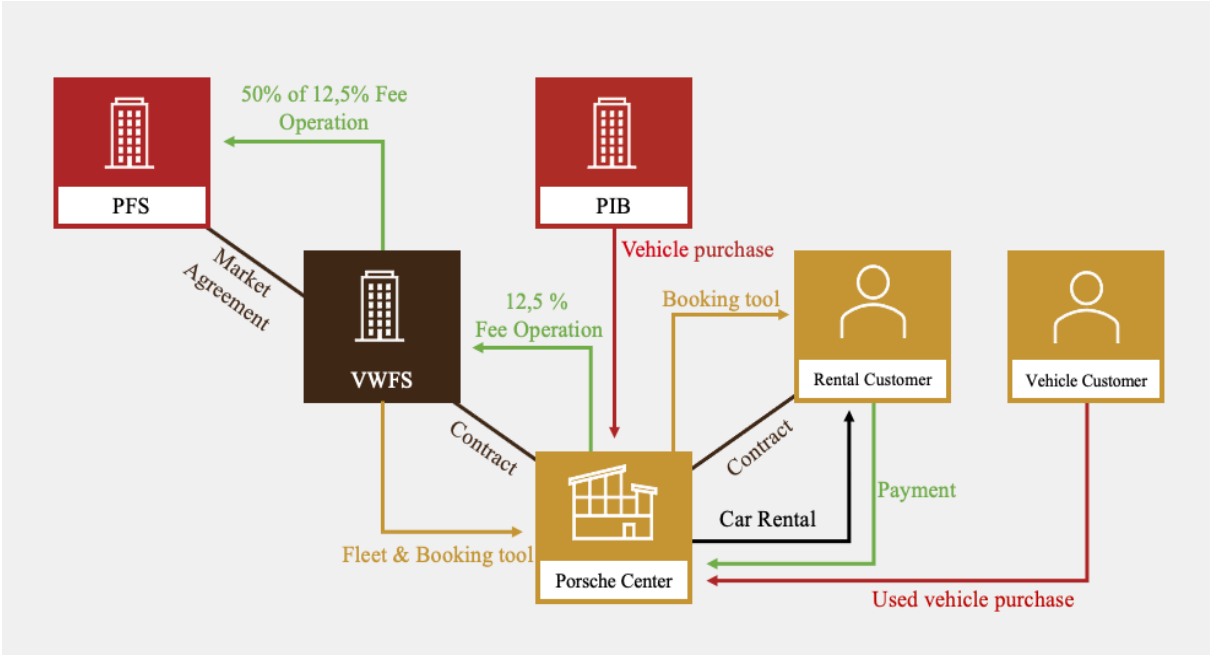 50% of 12,5% Fee
Operation
PFS
PIB
Market
Agreement
Vehicle purchase
12,5 %
Fee Operation
Booking tool
VWFS
Rental Customer
Vehicle Customer
Contract
Contract
Payment
Car Rental
Fleet & Booking tool
Porsche Center
Used vehicle purchase